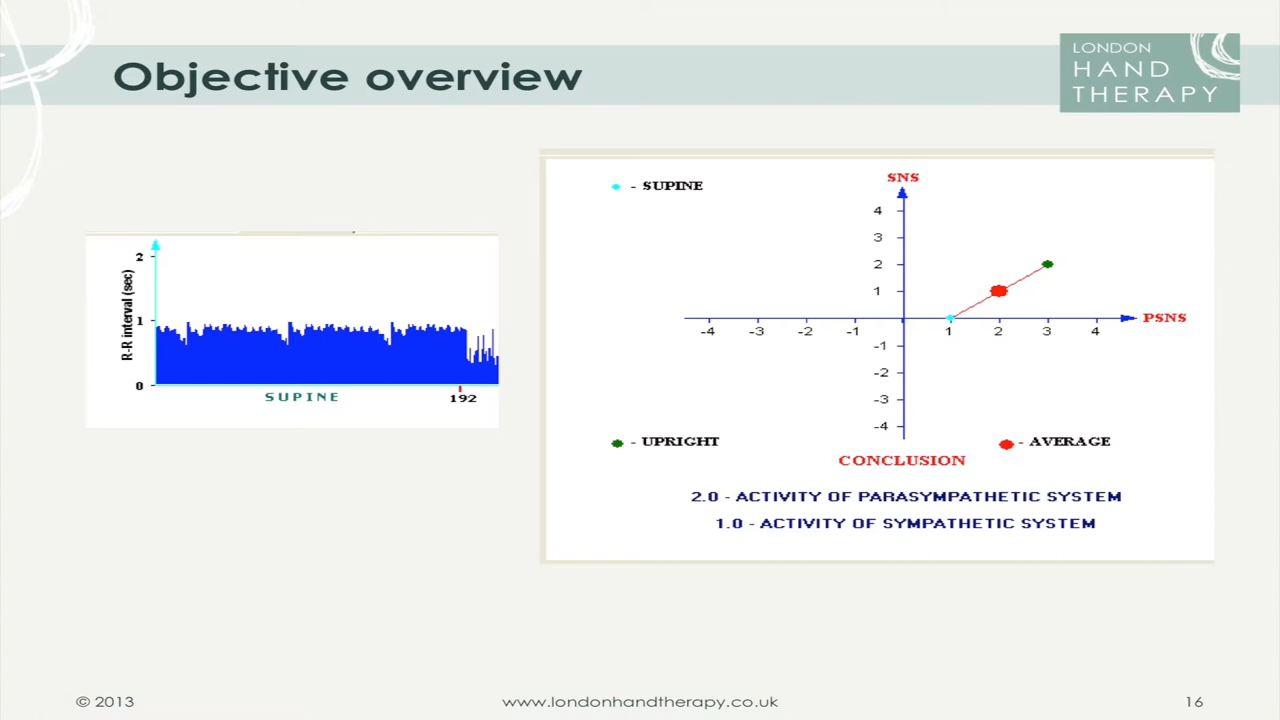 Objective overview
LONDON
HAND
THERAPY
2
1
0
R-R interval (sec)
SUPINE
192
- SUPINE
SNS
4
3
2
1
-4 -3 -2 -1 1 2 3 4
PSNS
-1
-2
-3
-4
- UPRIGHT
- AVERAGE
CONCLUSION
2.0 - ACTIVITY OF PARASYMPATHETIC SYSTEM
1.0 - ACTIVITY OF SYMPATHETIC SYSTEM
© 2013
www.londonhandtherapy.co.uk
16